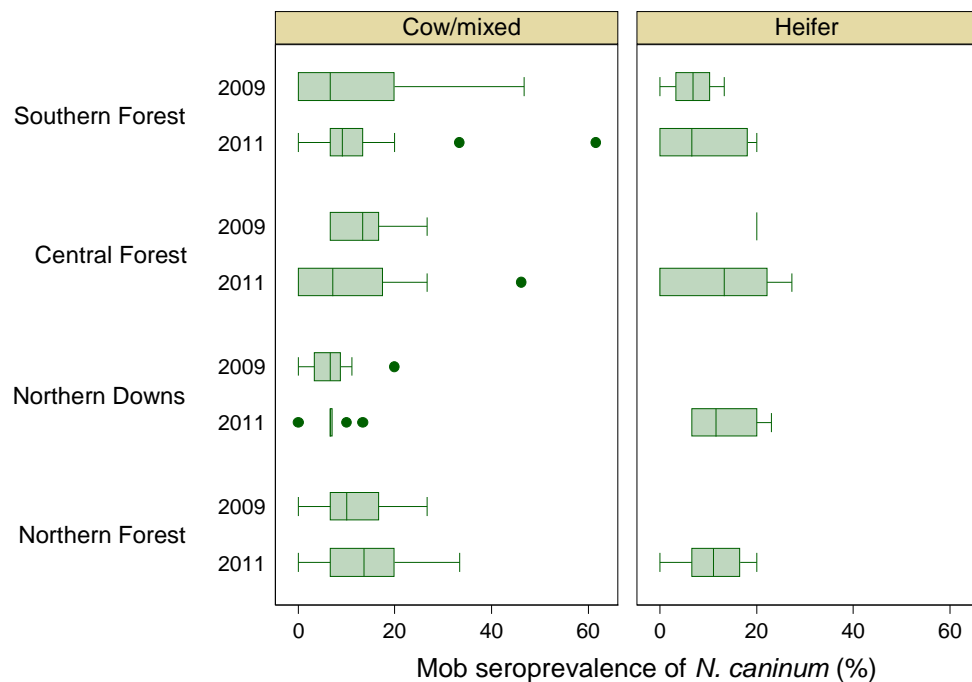 Cow/mixed Heifer
Southern Forest
2009
2011
Central Forest
2009
2011
Northern Downs
2009
2011
Northern Forest
2009
2011
0 20 40 60 0 20 40 60
Mob seroprevalence of N. caninum (%)